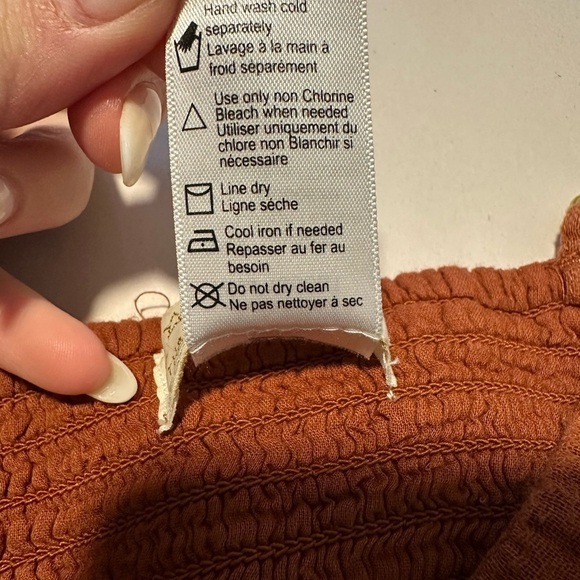 Hand wash cold
separately
Lavage à la main à
froid séparément
Use only non Chlorine
Bleach when needed
Utiliser uniquement du
chlore non Blanchir si
nécessaire
Line dry
Ligne séche
Cool iron if needed
Repasser au fer au
besoin
Do not dry clean
Ne pas nettoyer à sec